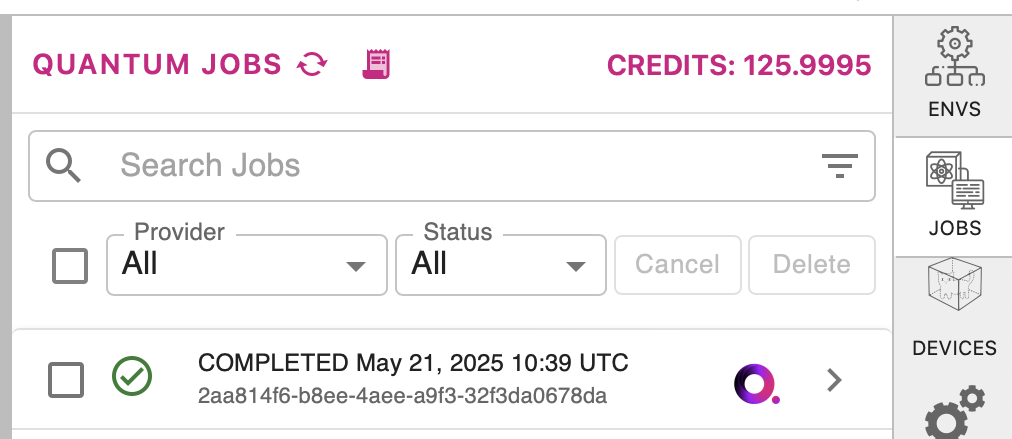 QUANTUM JOBS
CREDITS: 125.9995
Search Jobs
Provider
All
Status
All
Cancel
Delete
COMPLETED May 21, 2025 10:39 UTC
2aa814f6-b8ee-4aee-a9f3-32f3da0678da
ENVS
JOBS
DEVICES